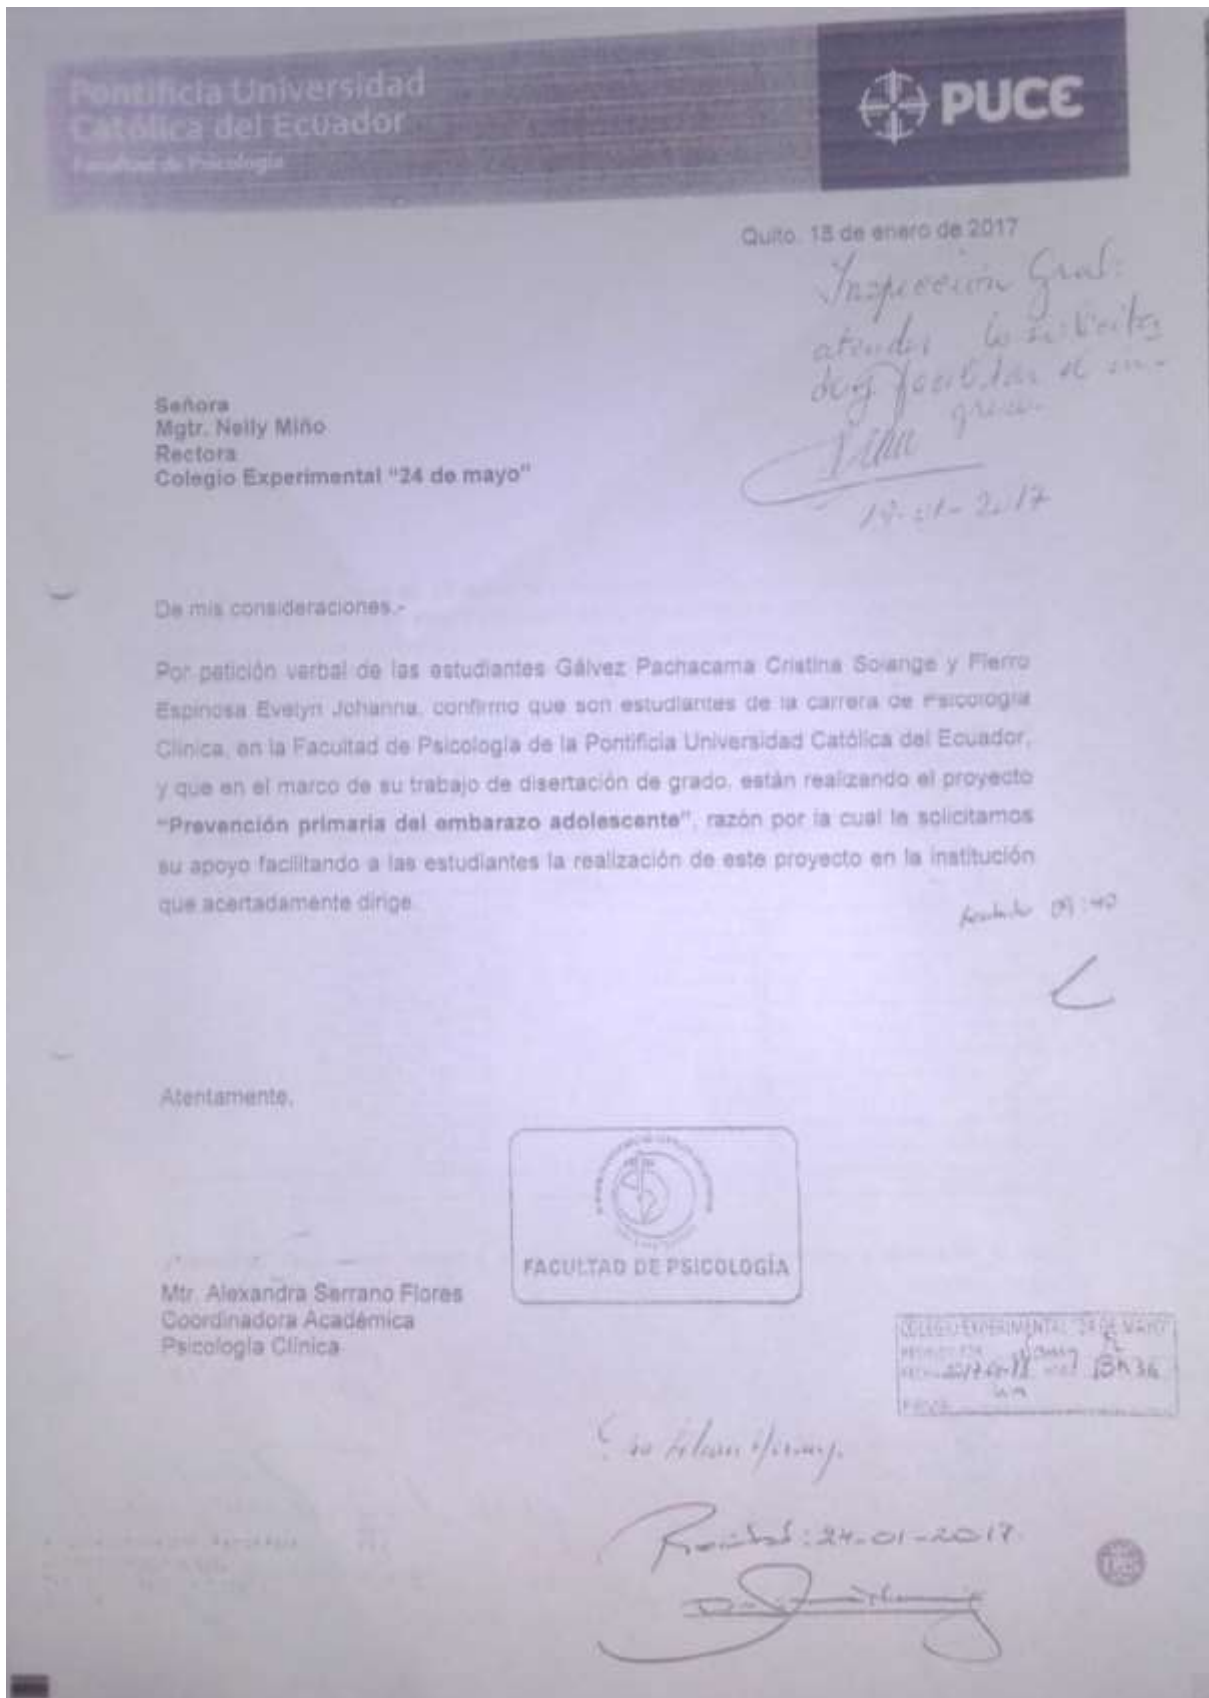 Pontificia Universidad
Católica del Ecuador
Facultad de Psicología
PUCE
Quito, 18 de enero de 2017
Inspección Gral:
atender lo solicitado
facilitar el in-
greso.
19-01-2017
Señora
Mgtr. Nelly Miño
Rectora
Colegio Experimental "24 de mayo"
De mis consideraciones.-
Por petición verbal de las estudiantes Gálvez Pachacama Cristina Solange y Fierro
Espinosa Evelyn Johanna, confirmo que son estudiantes de la carrera de Psicología
Clínica, en la Facultad de Psicología de la Pontificia Universidad Católica del Ecuador,
y que en el marco de su trabajo de disertación de grado, están realizando el proyecto
"Prevención primaria del embarazo adolescente", razón por la cual le solicitamos
su apoyo facilitando a las estudiantes la realización de este proyecto en la institución
que acertadamente dirige.
09:40
Atentamente,
FACULTAD DE PSICOLOGÍA
Mtr. Alexandra Serrano Flores
Coordinadora Académica
Psicología Clínica
COLEGIO EXPERIMENTAL "24 DE MAYO"
Recibido: 24-01-2017